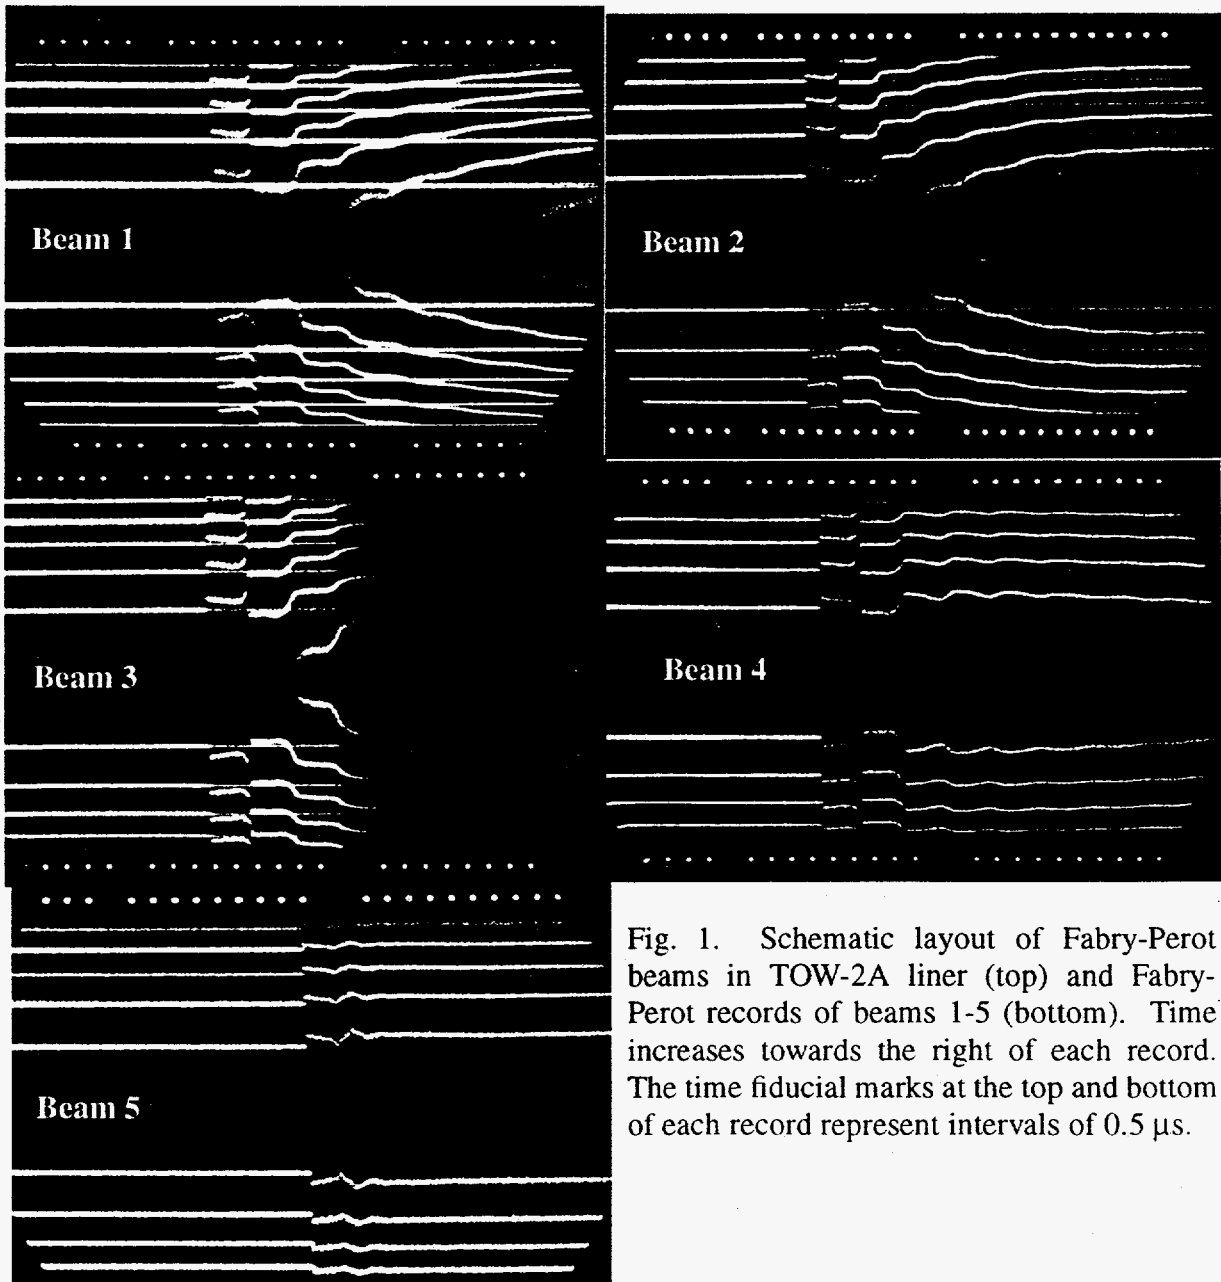 Beam 1
Beam 2
Beam 3
Beam 4
Beam 5
Fig. 1. Schematic layout of Fabry-Perot
beams in TOW-2A liner (top) and Fabry-
Perot records of beams 1-5 (bottom). Time
increases towards the right of each record.
The time fiducial marks at the top and bottom
of each record represent intervals of 0.5 μs.